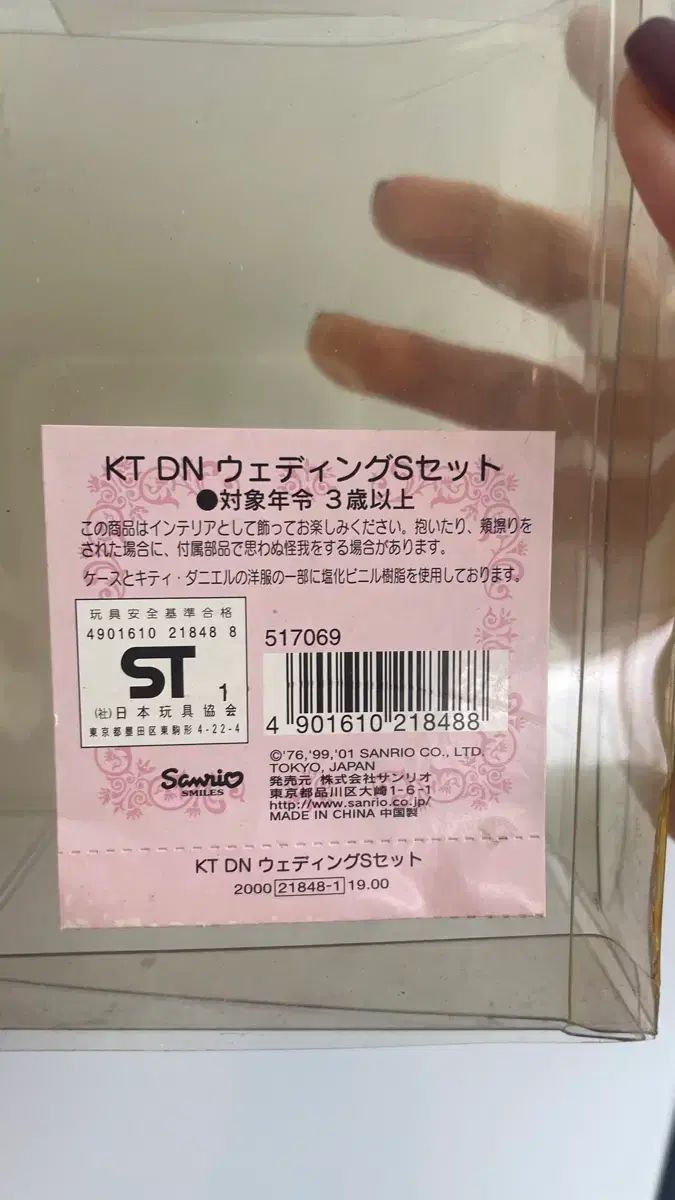 KT DN ウェディングSセット
●対象年令 3歳以上
この商品はインテリアとして飾ってお楽しみください。抱いたり、頬擦りを
された場合に、付属部品で思わぬ怪我をする場合があります。
ケースとキティ・ダニエルの洋服の一部に塩化ビニル樹脂を使用しております。
玩具安全基準合格
4901610 21848 8
ST 1
(社)日本玩具協会
東京都墨田区東駒形4-22-4
517069
4 901610 218488
Sanrio
SMILES
©'76,'99,'01 SANRIO CO., LTD.
TOKYO, JAPAN
発売元 株式会社サンリオ
東京都品川区大崎1-6-1
http://www.sanrio.co.jp/
MADE IN CHINA 中国製
KT DN ウェディングSセット
2000 21848-1 19.00